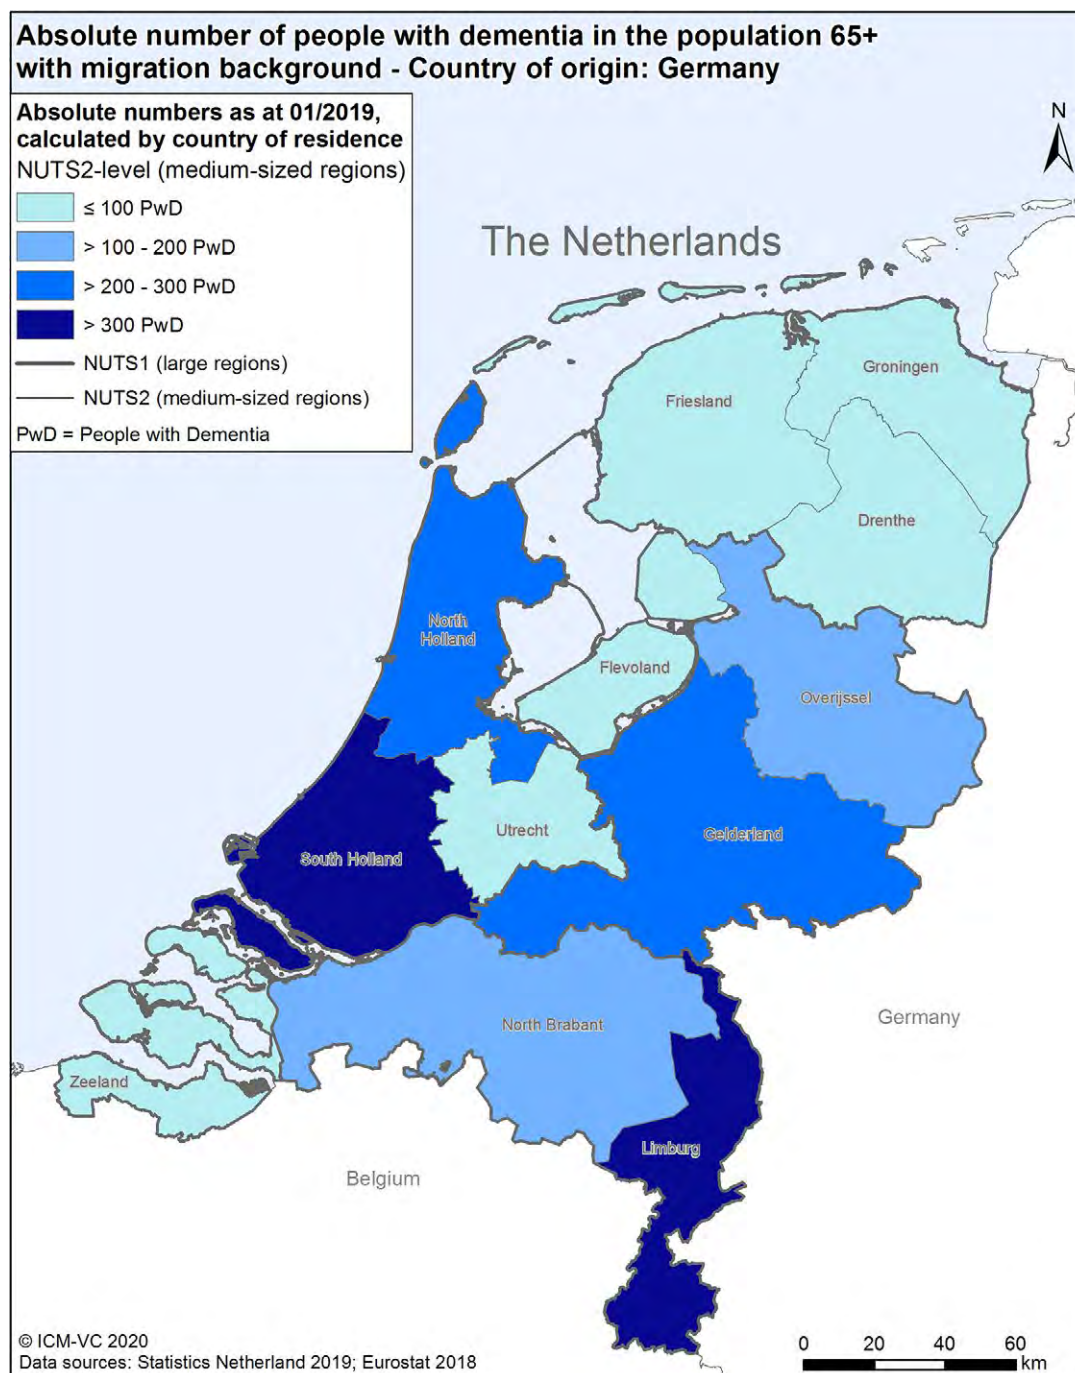 Absolute number of people with dementia in the population 65+
with migration background - Country of origin: Germany
Absolute numbers as at 01/2019,
calculated by country of residence
NUTS2-level (medium-sized regions)
≤ 100 PwD
> 100 - 200 PwD
> 200 - 300 PwD
> 300 PwD
NUTS1 (large regions)
NUTS2 (medium-sized regions)
PwD = People with Dementia
N
The Netherlands
Groningen
Friesland
Drenthe
North
Holland
Flevoland
Overijssel
Utrecht
Gelderland
South Holland
Germany
North Brabant
Zeeland
Limburg
Belgium
© ICM-VC 2020
Data sources: Statistics Netherland 2019; Eurostat 2018
0 20 40 60
km